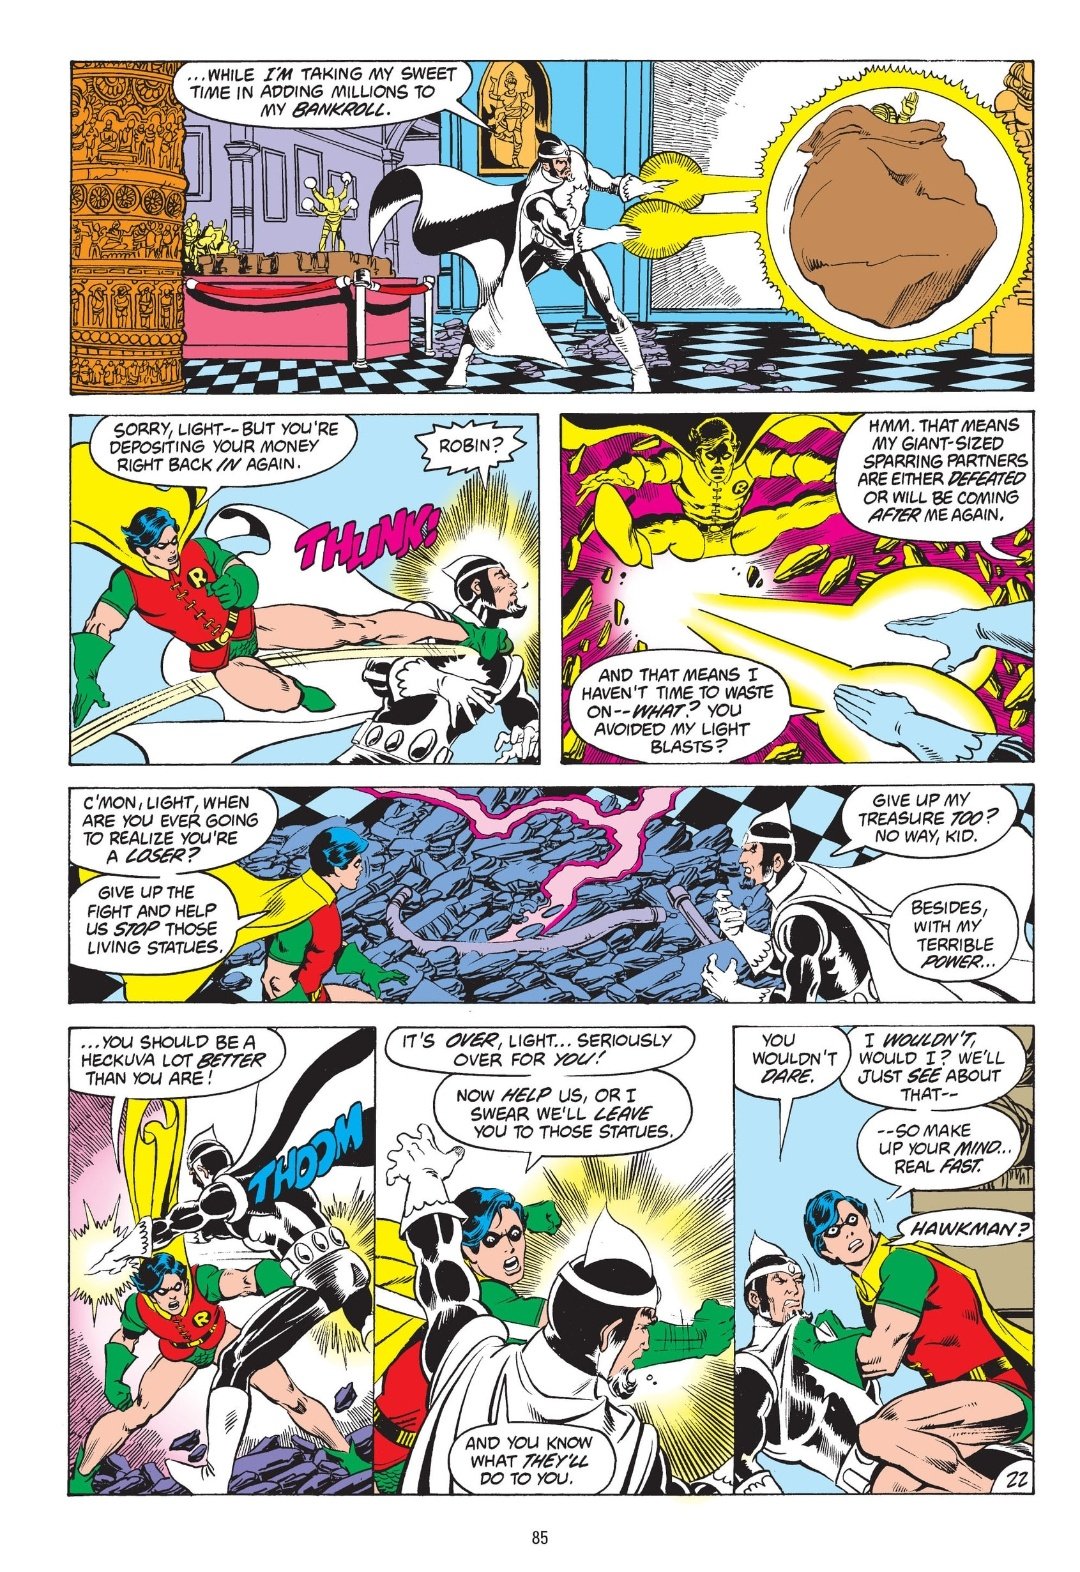 ...WHILE I'M TAKING MY SWEET
TIME IN ADDING MILLIONS TO
MY BANKROLL.
SORRY, LIGHT-- BUT YOU'RE
DEPOSITING YOUR MONEY
RIGHT BACK IN AGAIN.
ROBIN?
THUNK!
R
HMM. THAT MEANS
MY GIANT-SIZED
SPARRING PARTNERS
ARE EITHER DEFEATED
OR WILL BE COMING
AFTER ME AGAIN.
R
AND THAT MEANS I
HAVEN'T TIME TO WASTE
ON--WHAT? YOU
AVOIDED MY LIGHT
BLASTS?
C'MON, LIGHT, WHEN
ARE YOU EVER GOING
TO REALIZE YOU'RE
A LOSER?
GIVE UP THE
FIGHT AND HELP
US STOP THOSE
LIVING STATUES.
GIVE UP MY
TREASURE TOO?
NO WAY, KID.
BESIDES,
WITH MY
TERRIBLE
POWER...
...YOU SHOULD BE A
HECKUVA LOT BETTER
THAN YOU ARE!
THOOM
R
IT'S OVER, LIGHT... SERIOUSLY
OVER FOR YOU!
NOW HELP US, OR I
SWEAR WE'LL LEAVE
YOU TO THOSE STATUES.
AND YOU KNOW
WHAT THEY'LL
DO TO YOU.
YOU
WOULDN'T
DARE.
I WOULDN'T,
WOULD I? WE'LL
JUST SEE ABOUT
THAT--
--SO MAKE
UP YOUR MIND...
REAL FAST.
HAWKMAN?
22
85